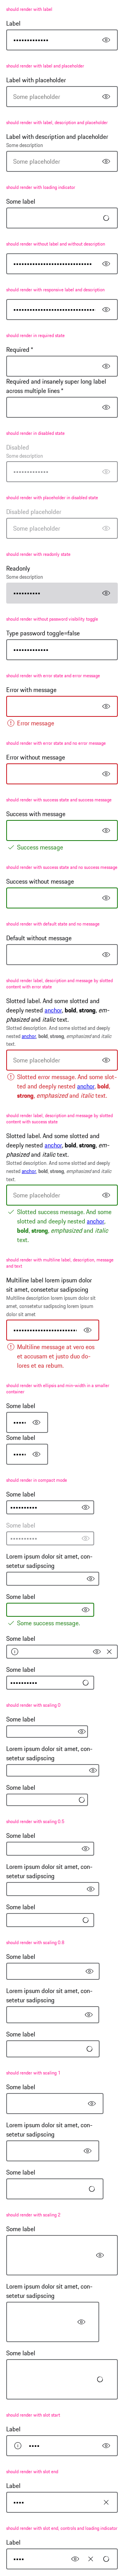 should render with label
Label
•••••••••••••
should render with label and placeholder
Label with placeholder
Some placeholder
should render with label, description and placeholder
Label with description and placeholder
Some description
Some placeholder
should render with loading indicator
Some label
should render without label and without description
••••••••••••••••••••••••••••••
should render with responsive label and description
should render in required state
Required *
Required and insanely super long label
across multiple lines *
should render in disabled state
Disabled
Some description
•••••••••••••
should render with placeholder in disabled state
Disabled placeholder
Some placeholder
should render with readonly state
Readonly
Some description
••••••••••
should render without password visibility toggle
Type password toggle=false
•••••••••••••
should render with error state and error message
Error with message
Error message
should render with error state and no error message
Error without message
should render with success state and success message
Success with message
Success message
should render with success state and no success message
Success without message
should render with default state and no message
Default without message
should render label, description and message by slotted
content with error state
Slotted label. And some slotted and
deeply nested anchor, bold, strong, em-
phasized and italic text.
Slotted description. And some slotted and deeply
nested anchor, bold, strong, emphasized and italic
text.
Some placeholder
Slotted error message. And some slot-
ted and deeply nested anchor, bold,
strong, emphasized and italic text.
should render label, description and message by slotted
content with success state
Slotted label. And some slotted and
deeply nested anchor, bold, strong, em-
phasized and italic text.
Slotted description. And some slotted and deeply
nested anchor, bold, strong, emphasized and italic
text.
Some placeholder
Slotted success message. And some
slotted and deeply nested anchor,
bold, strong, emphasized and italic
text.
should render with multiline label, description, message
and text
Multiline label lorem ipsum dolor
sit amet, consetetur sadipscing
Multiline description lorem ipsum dolor sit
amet, consetetur sadipscing lorem ipsum
dolor sit amet
Multiline message at vero eos
et accusam et justo duo do-
lores et ea rebum.
should render with ellipsis and min-width in a smaller
container
Some label
Some label
should render in compact mode
Some label
••••••••••
Some label
••••••••••
Lorem ipsum dolor sit amet, con-
setetur sadipscing
Some label
Some success message.
Some label
Some label
••••••••••
should render with scaling 0
Some label
Lorem ipsum dolor sit amet, con-
setetur sadipscing
Some label
should render with scaling 0.5
Some label
Lorem ipsum dolor sit amet, con-
setetur sadipscing
Some label
should render with scaling 0.8
Some label
Lorem ipsum dolor sit amet, con-
setetur sadipscing
Some label
should render with scaling 1
Some label
Lorem ipsum dolor sit amet, con-
setetur sadipscing
Some label
should render with scaling 2
Some label
Lorem ipsum dolor sit amet, con-
setetur sadipscing
Some label
should render with slot start
Label
••••
should render with slot end
Label
••••
should render with slot end, controls and loading indicator
Label
••••